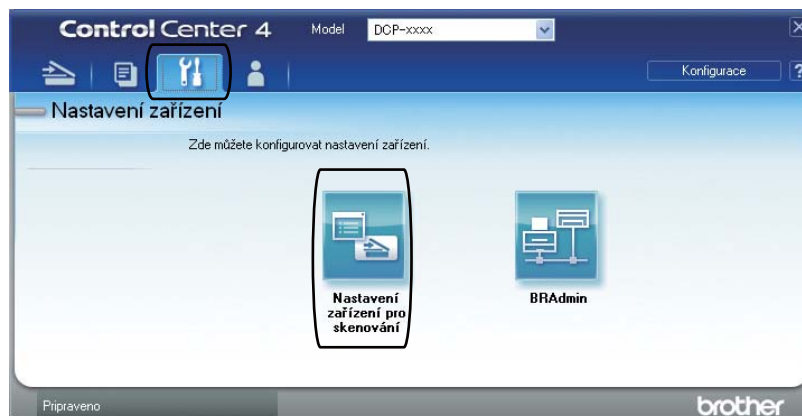 Control Center 4
Model DCP-xxxx
Konfigurace ?
Nastavení zařízení
Zde můžete konfigurovat nastavení zařízení.
Nastavení
zařízení pro
skenování
BRAdmin
Pripraveno
brother